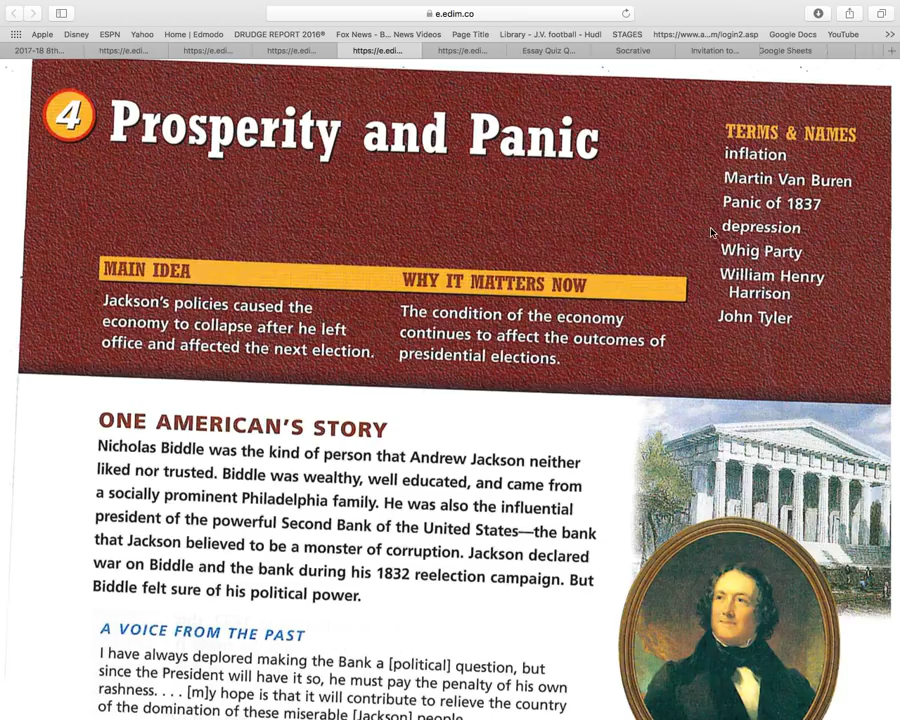 e.edim.co
Apple Disney ESPN Yahoo Home | Edmodo DRUDGE REPORT 2016® Fox News - B... News Videos Page Title Library - J.V. football - Hudl STAGES https://www.a...m/login2.asp Google Docs YouTube >>
2017-18 8th... https://e.edi... https://e.edi... https://e.edi... https://e.edi... https://e.edi... Essay Quiz Q... Socrative Invitation to... Google Sheets
4 Prosperity and Panic
TERMS & NAMES
inflation
Martin Van Buren
Panic of 1837
depression
Whig Party
William Henry
Harrison
John Tyler
MAIN IDEA
Jackson's policies caused the
economy to collapse after he left
office and affected the next election.
WHY IT MATTERS NOW
The condition of the economy
continues to affect the outcomes of
presidential elections.
ONE AMERICAN'S STORY
Nicholas Biddle was the kind of person that Andrew Jackson neither
liked nor trusted. Biddle was wealthy, well educated, and came from
a socially prominent Philadelphia family. He was also the influential
president of the powerful Second Bank of the United States—the bank
that Jackson believed to be a monster of corruption. Jackson declared
war on Biddle and the bank during his 1832 reelection campaign. But
Biddle felt sure of his political power.
A VOICE FROM THE PAST
I have always deplored making the Bank a [political] question, but
since the President will have it so, he must pay the penalty of his own
rashness. . . . [m]y hope is that it will contribute to relieve the country
of the domination of these miserable [Jackson] people.